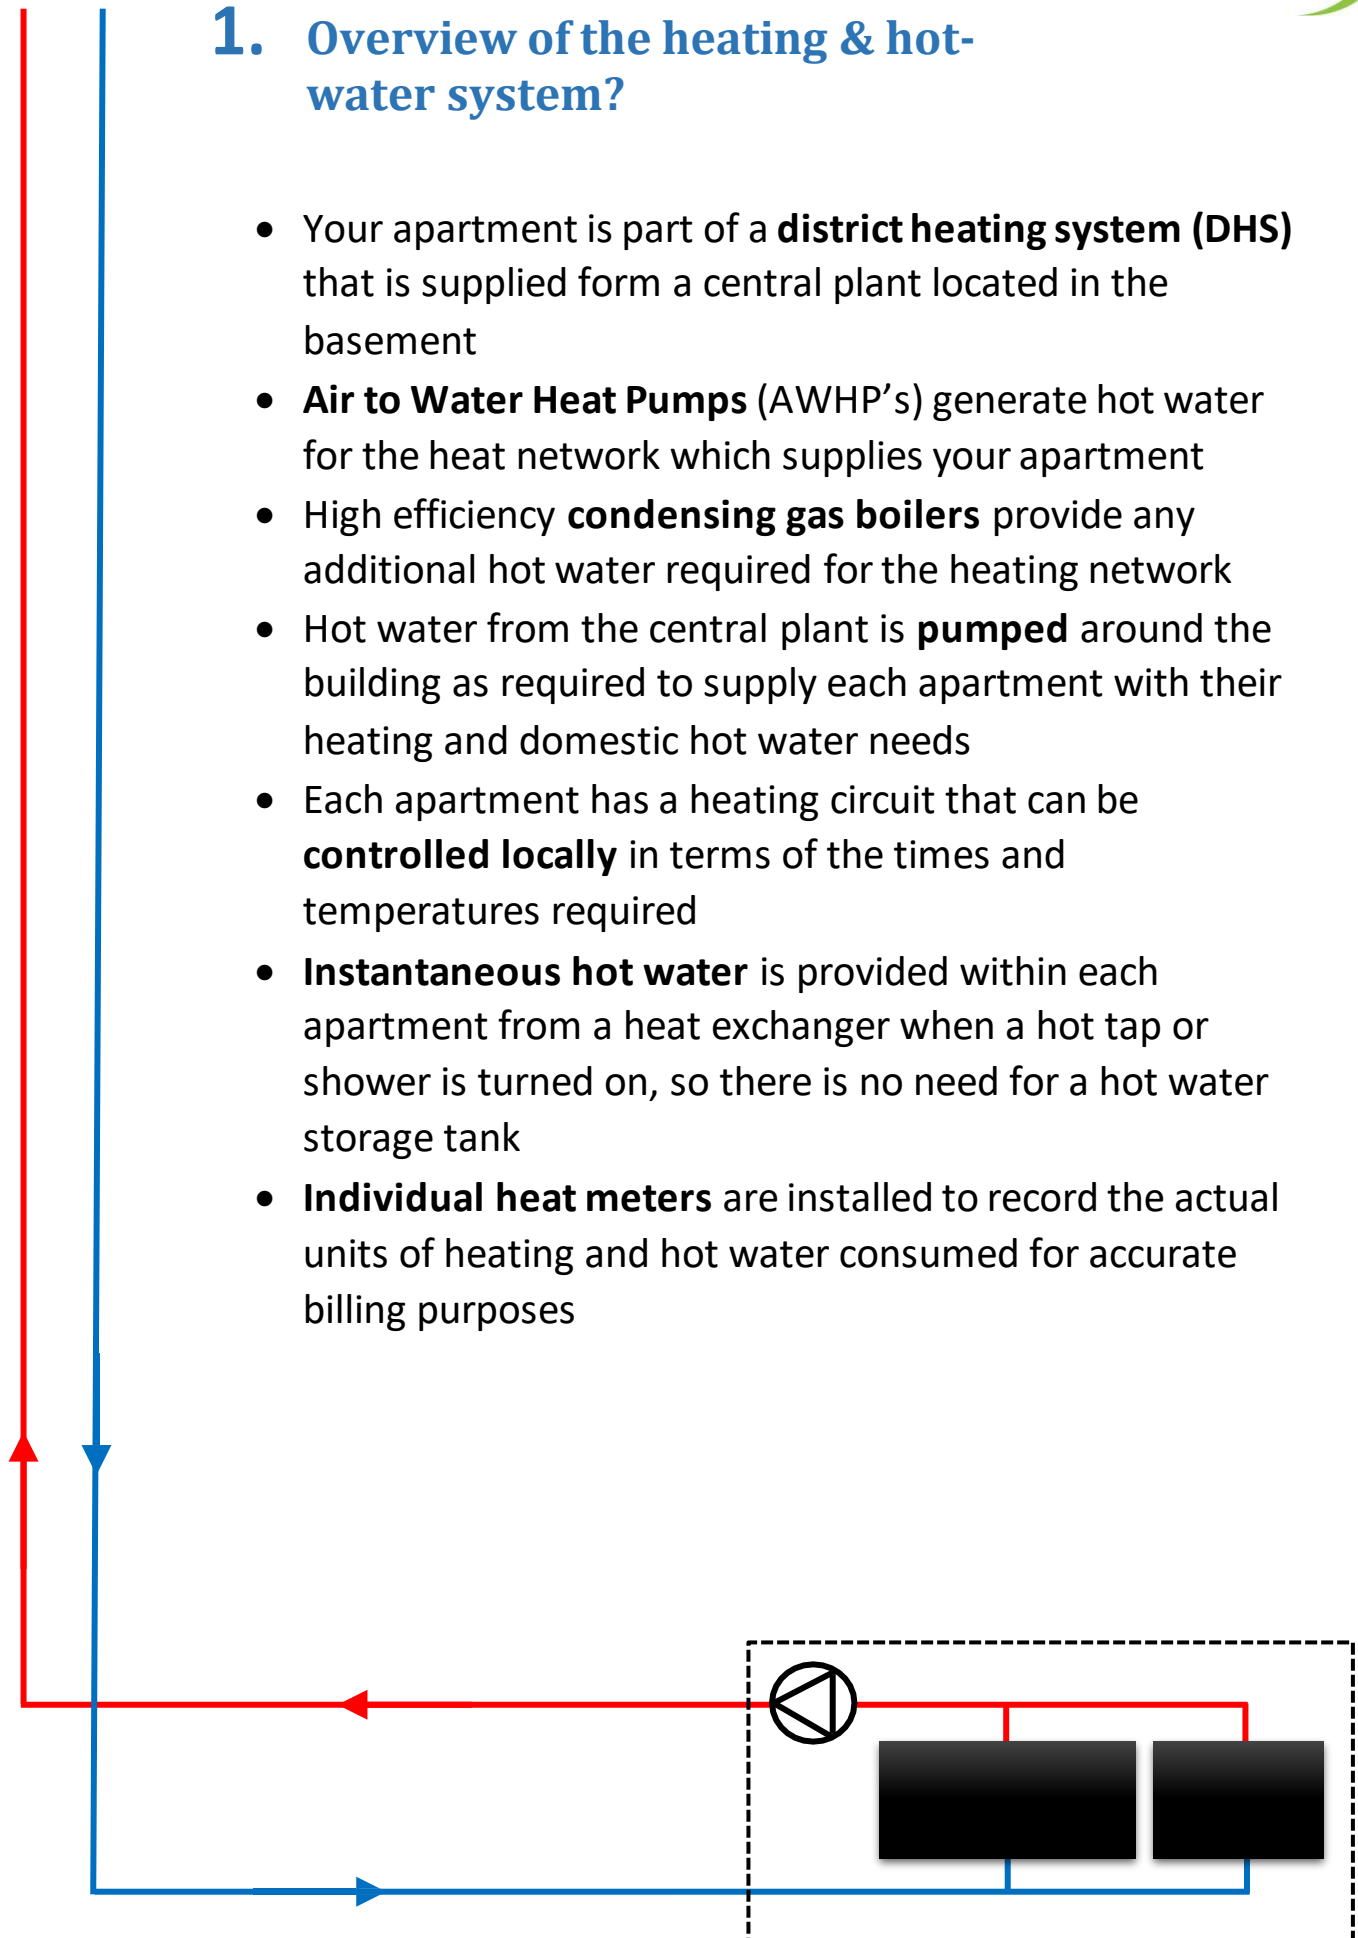 1. Overview of the heating & hot-
water system?
• Your apartment is part of a district heating system (DHS)
that is supplied form a central plant located in the
basement
• Air to Water Heat Pumps (AWHP’s) generate hot water
for the heat network which supplies your apartment
• High efficiency condensing gas boilers provide any
additional hot water required for the heating network
• Hot water from the central plant is pumped around the
building as required to supply each apartment with their
heating and domestic hot water needs
• Each apartment has a heating circuit that can be
controlled locally in terms of the times and
temperatures required
• Instantaneous hot water is provided within each
apartment from a heat exchanger when a hot tap or
shower is turned on, so there is no need for a hot water
storage tank
• Individual heat meters are installed to record the actual
units of heating and hot water consumed for accurate
billing purposes